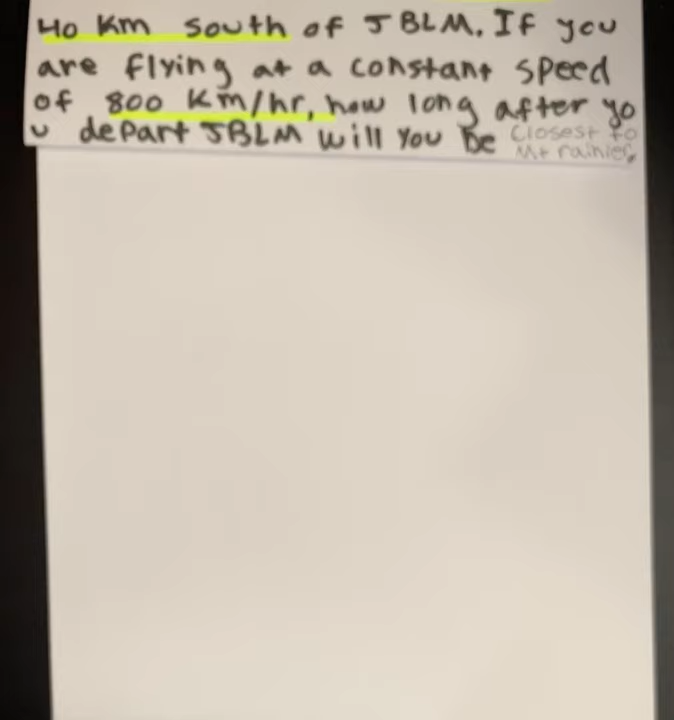 40 Km south of JBLM. If you
are flying at a constant speed
of 800 Km/hr, how long after yo
u depart JBLM will you be closest to
Mt rainier,